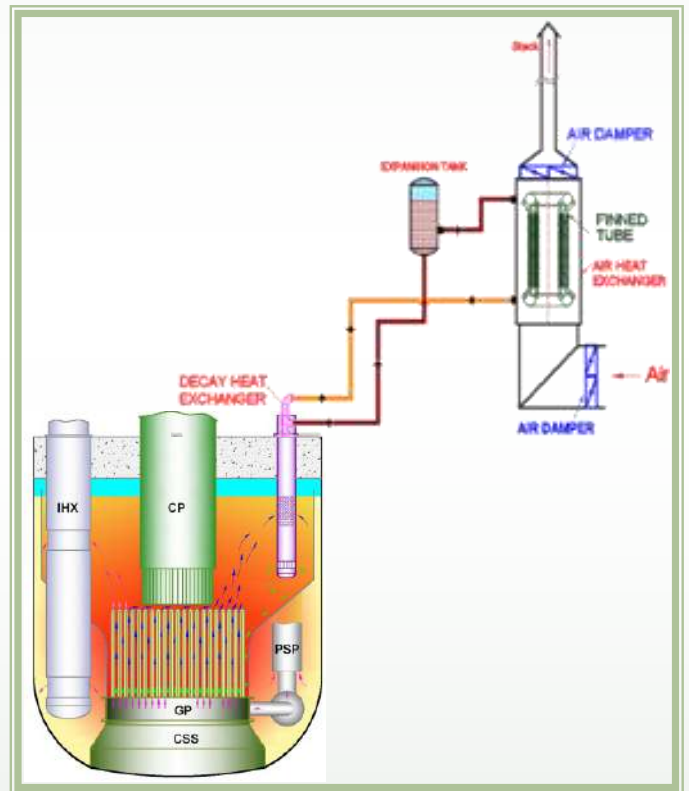 Stack
AIR DAMPER
EXPANSION TANK
FINNED
TUBE
AIR HEAT
EXCHANGER
DECAY HEAT
EXCHANGER
Air
AIR DAMPER
IHX
CP
PSP
GP
CSS